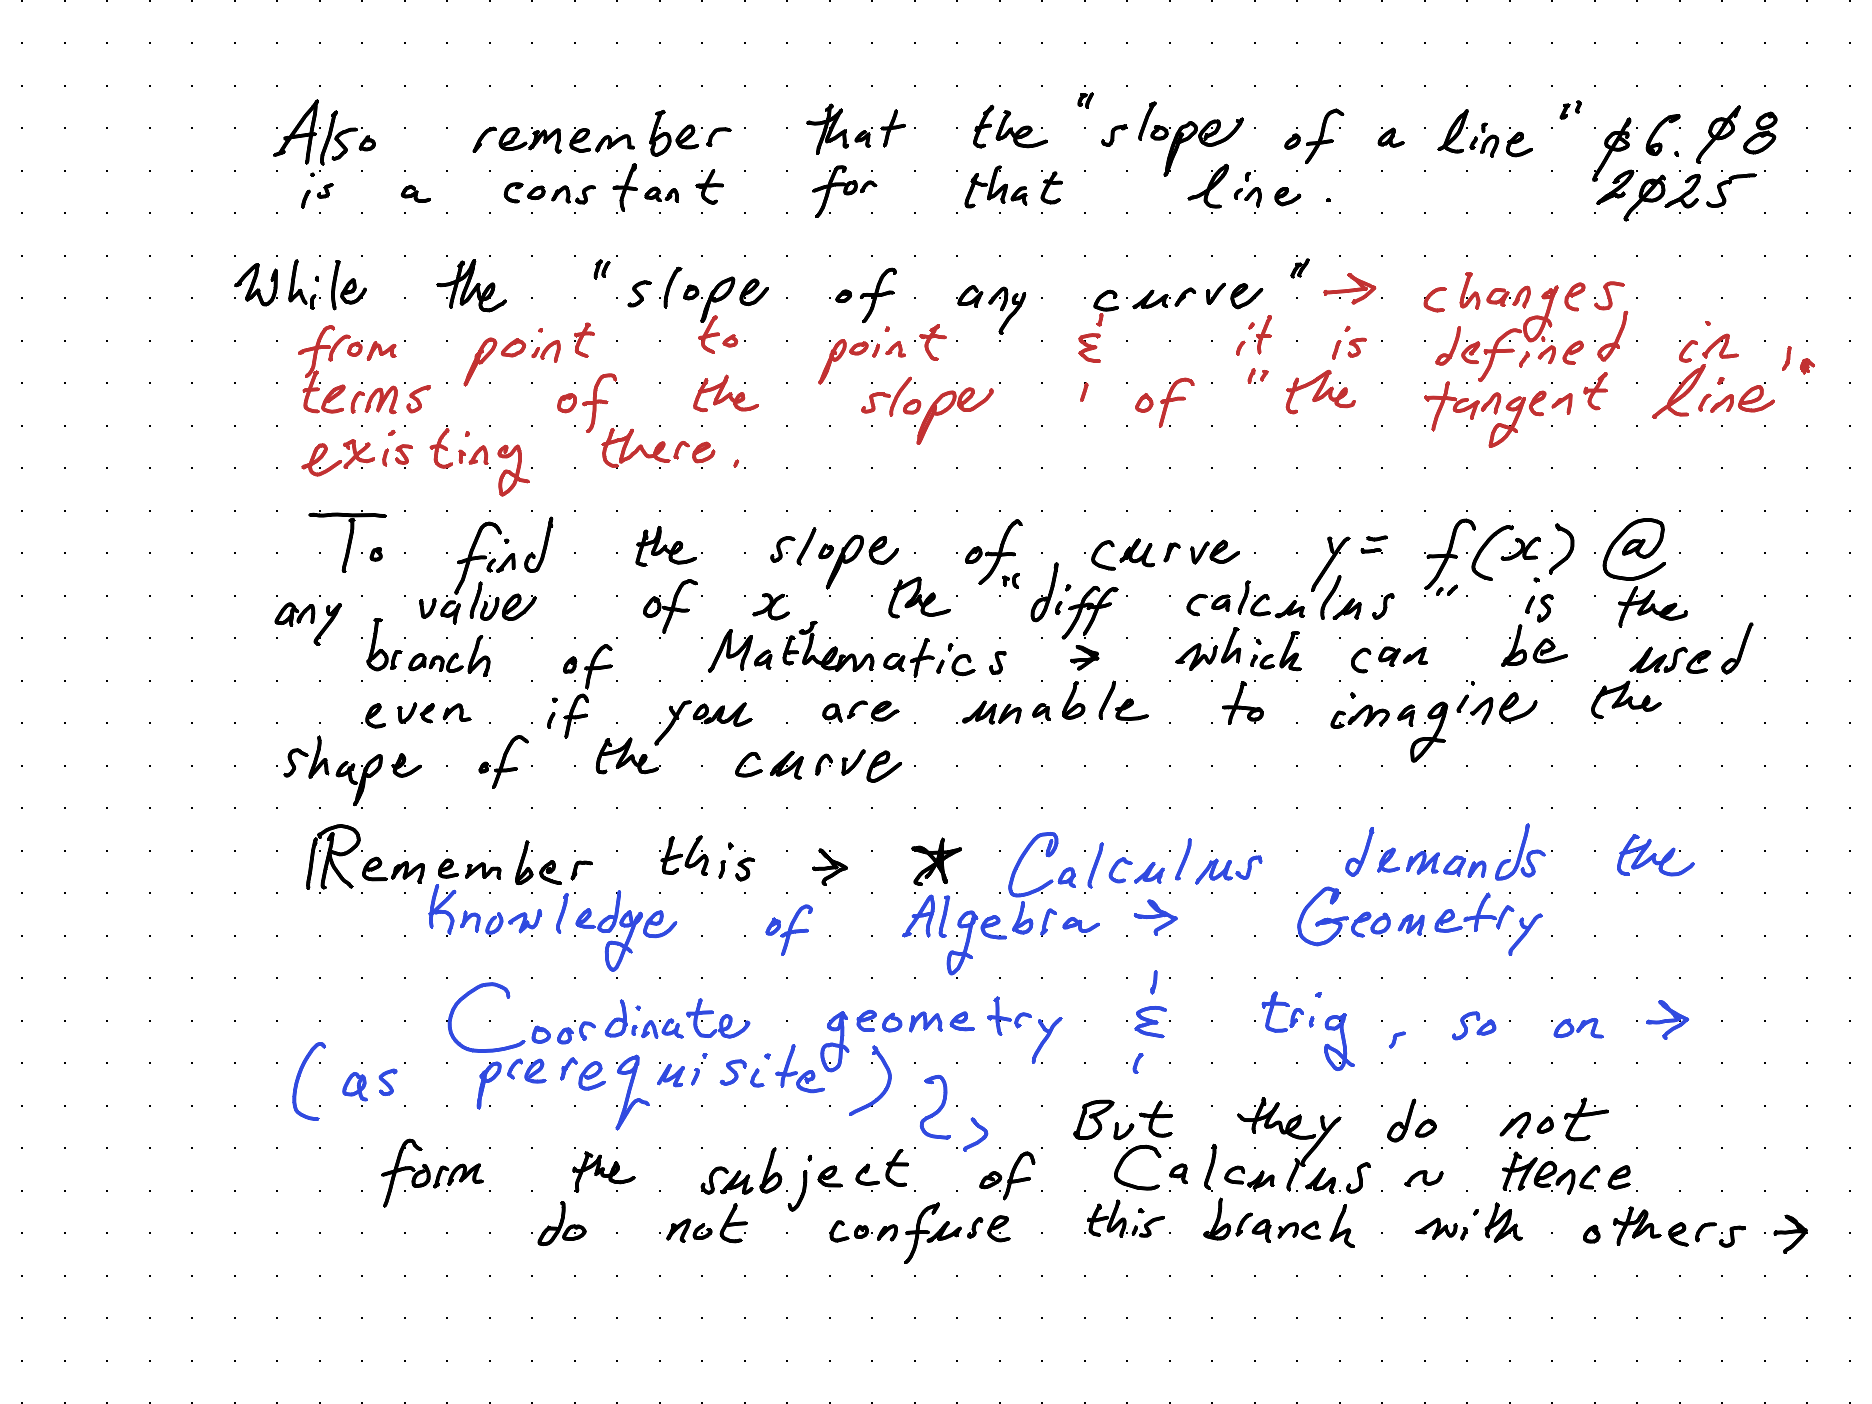 Also remember that the "slope of a line" 06.08
is a constant for that line. 2025
While the "slope of any curve" → changes
from point to point & it is defined in
terms of the slope of "the tangent line"
existing there.
To find the slope of curve y = f(x) @
any value of x, the "diff calculus" is the
branch of Mathematics → which can be used
even if you are unable to imagine the
shape of the curve
Remember this → * Calculus demands the
Knowledge of Algebra → Geometry
Coordinate geometry & trig, so on →
(as prerequisite)
But they do not
form the subject of Calculus ~ Hence
do not confuse this branch with others →